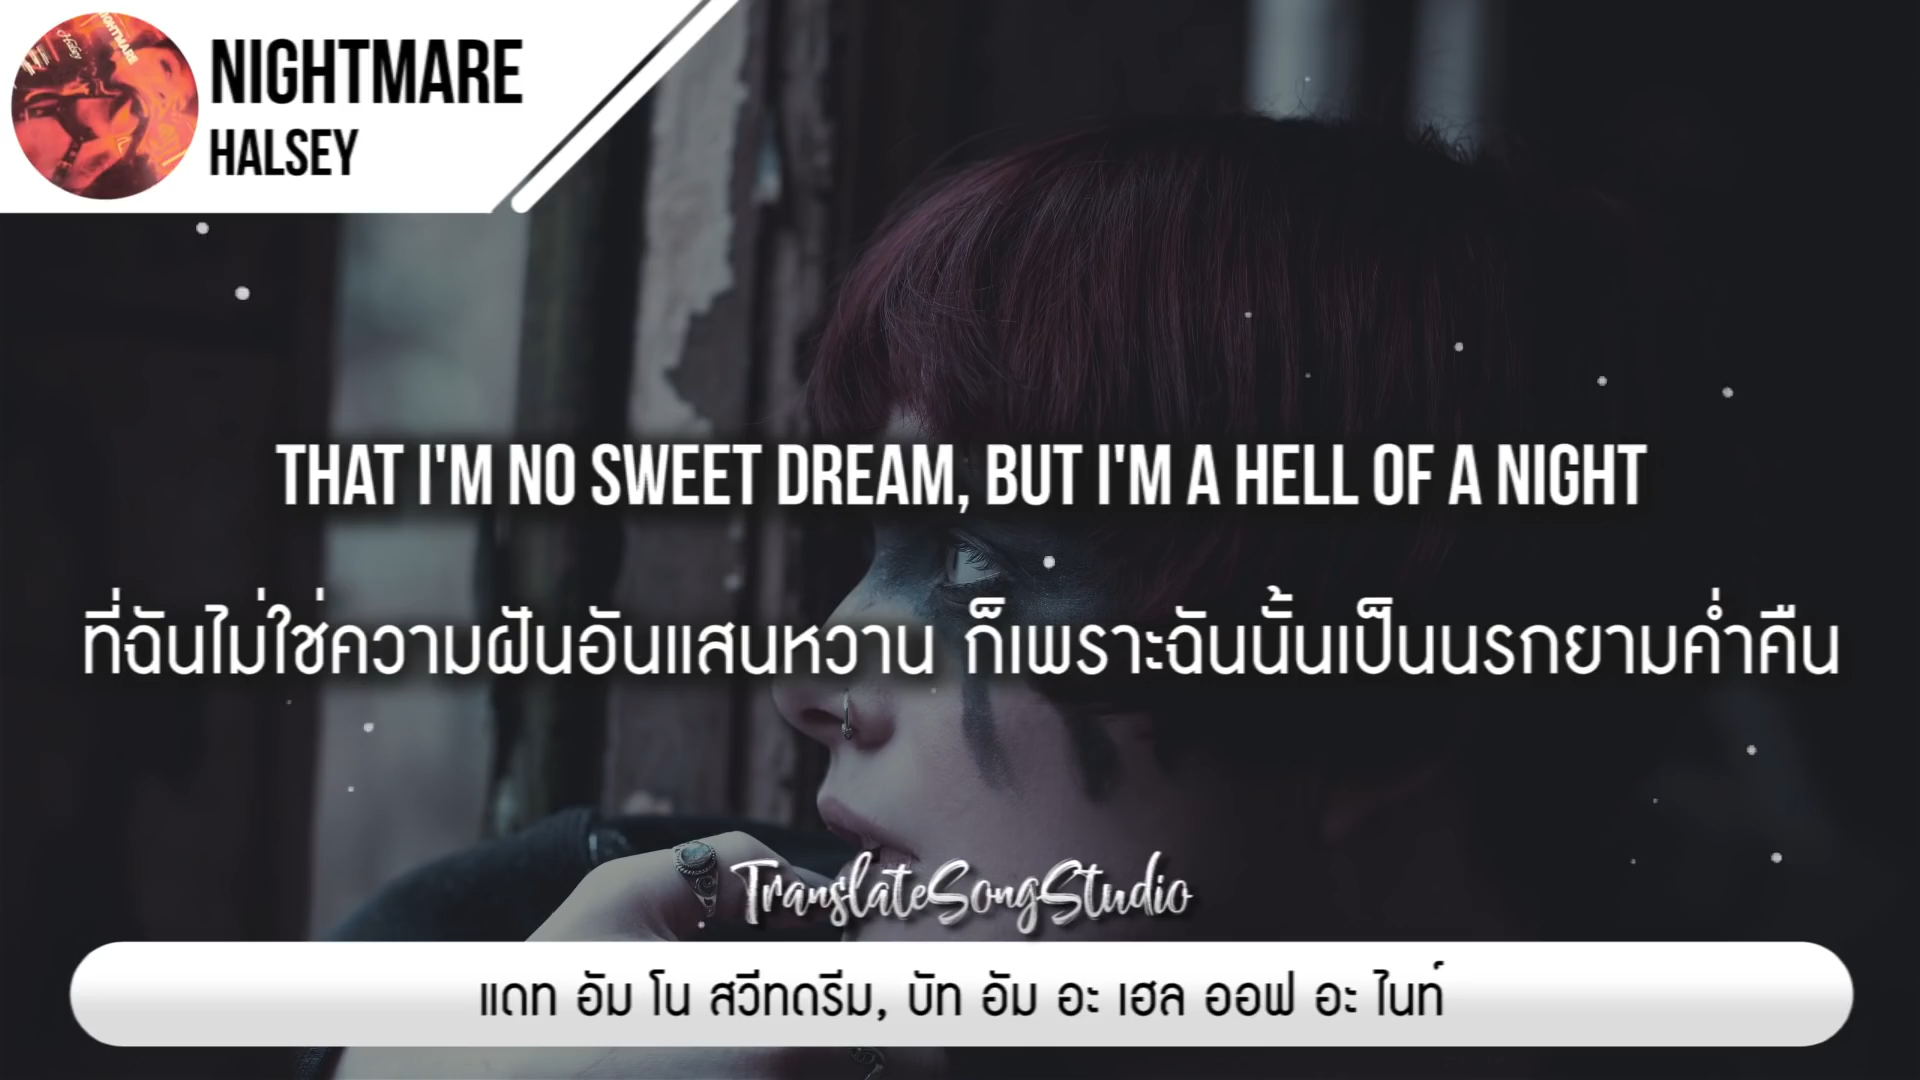 NIGHTMARE
HALSEY
THAT I'M NO SWEET DREAM, BUT I'M A HELL OF A NIGHT
ที่ฉันไม่ใช่ความฝันอันแสนหวาน ก็เพราะฉันนั้นเป็นนรกยามค่ำคืน
TranslateSongStudio
แดท อัม โน สวีทดรีม, บัท อัม อะ เฮล ออฟ อะ ไนท์